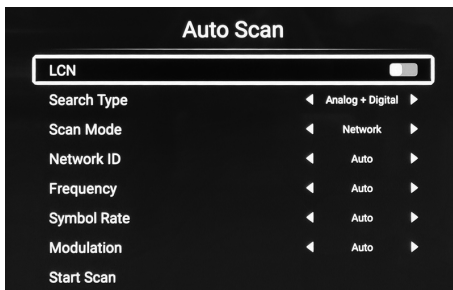 Auto Scan
LCN
Search Type Analog + Digital
Scan Mode Network
Network ID Auto
Frequency Auto
Symbol Rate Auto
Modulation Auto
Start Scan